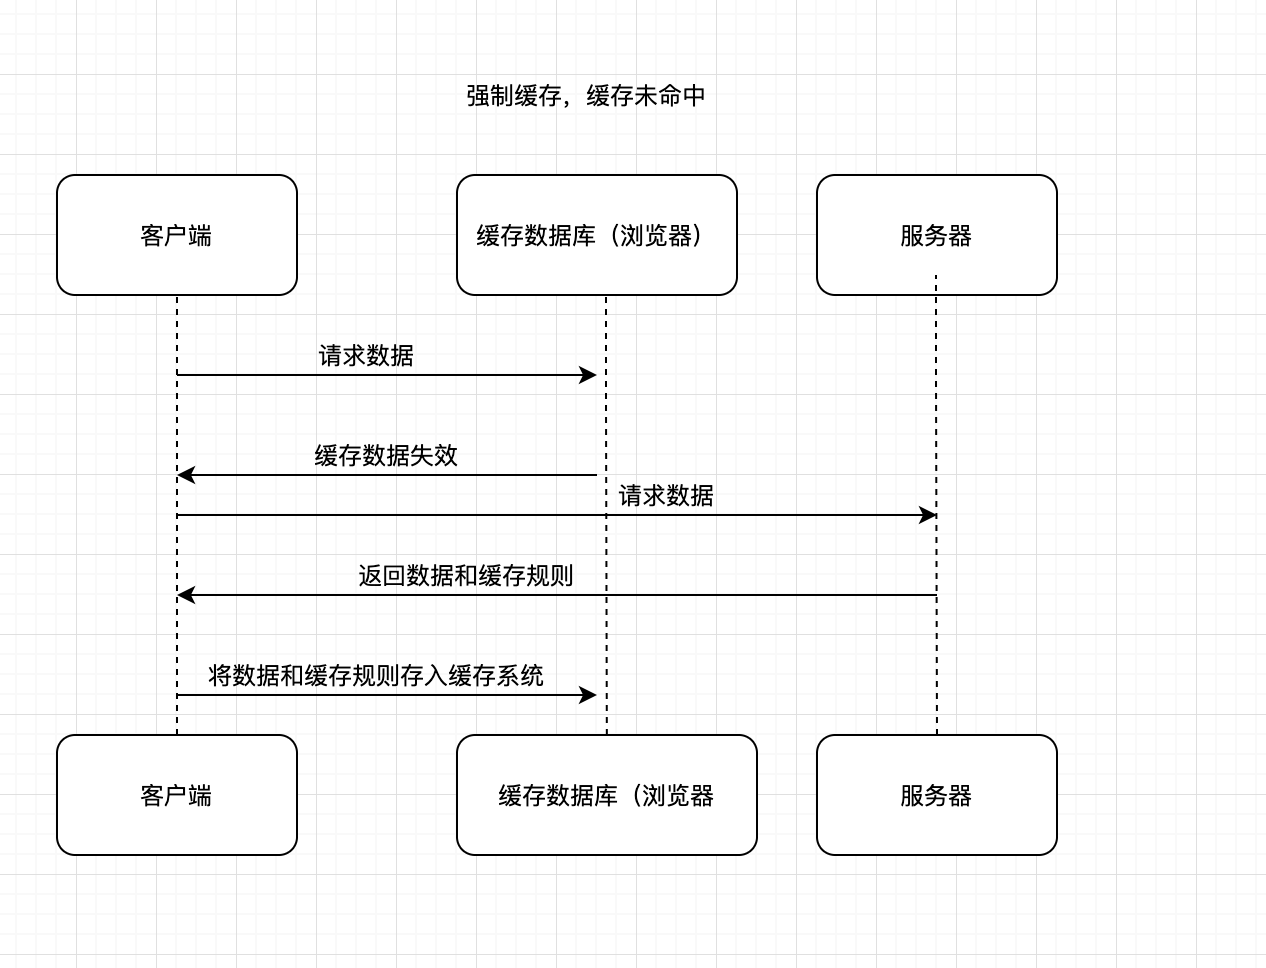 强制缓存，缓存未命中
客户端
缓存数据库（浏览器）
服务器
请求数据
缓存数据失效
请求数据
返回数据和缓存规则
将数据和缓存规则存入缓存系统
客户端
缓存数据库（浏览器
服务器